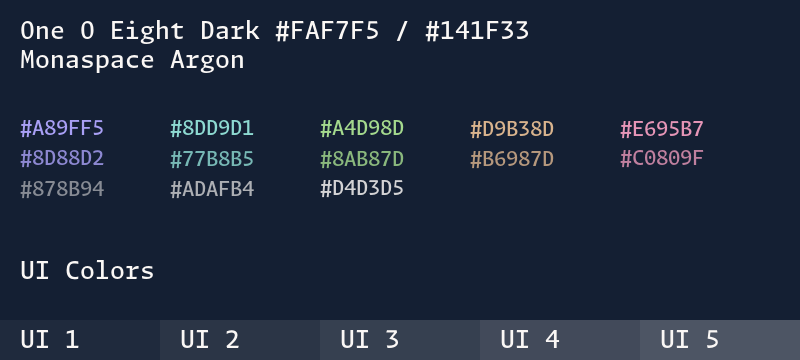 One O Eight Dark #FAF7F5 / #141F33
Monaspace Argon
#A89FF5 #8DD9D1 #A4D98D #D9B38D #E695B7
#8D88D2 #77B8B5 #8AB87D #B6987D #C0809F
#878B94 #ADAFB4 #D4D3D5
UI Colors
UI 1 UI 2 UI 3 UI 4 UI 5